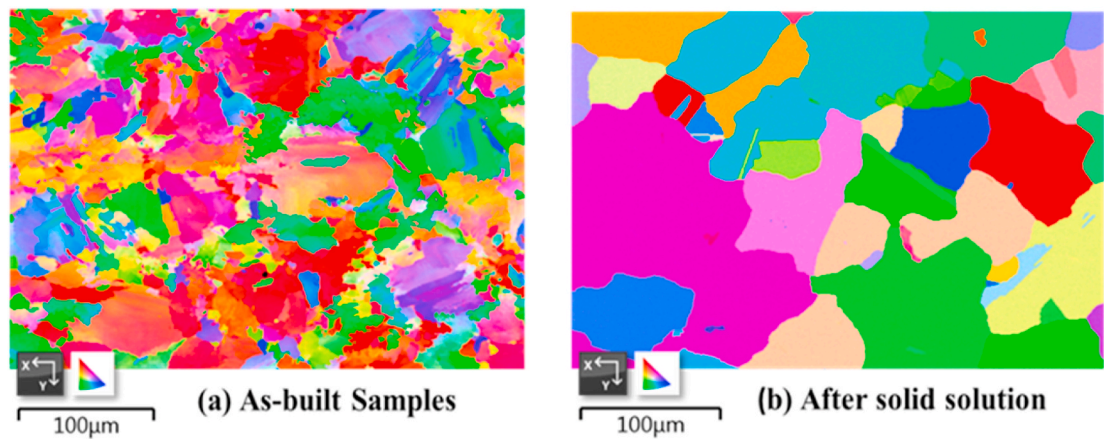 X
Y
(a) As-built Samples
100μm
X
Y
(b) After solid solution
100μm